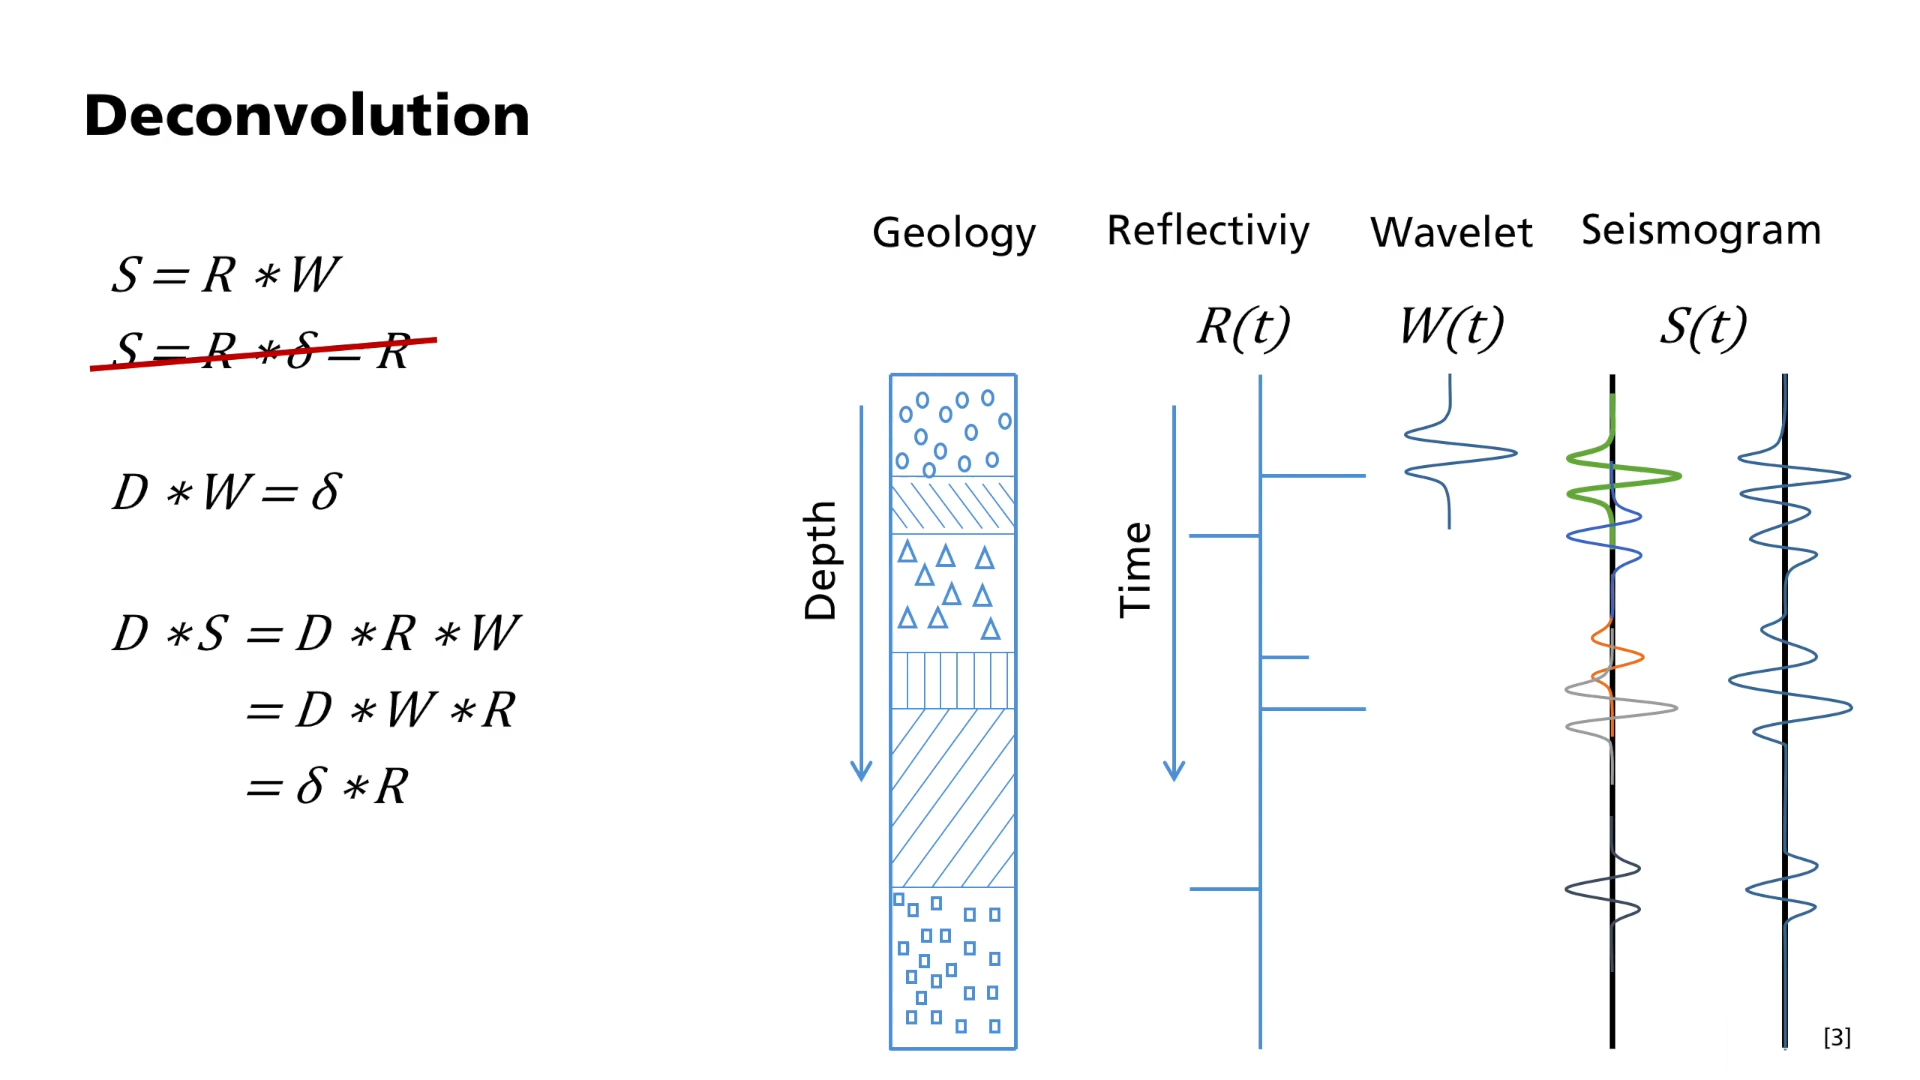 Deconvolution
S = R ∗ W
S = R ∗ δ = R
D ∗ W = δ
D ∗ S = D ∗ R ∗ W
= D ∗ W ∗ R
= δ ∗ R
Geology
Reflectiviy
Wavelet
Seismogram
R(t)
W(t)
S(t)
Depth
Time
[3]